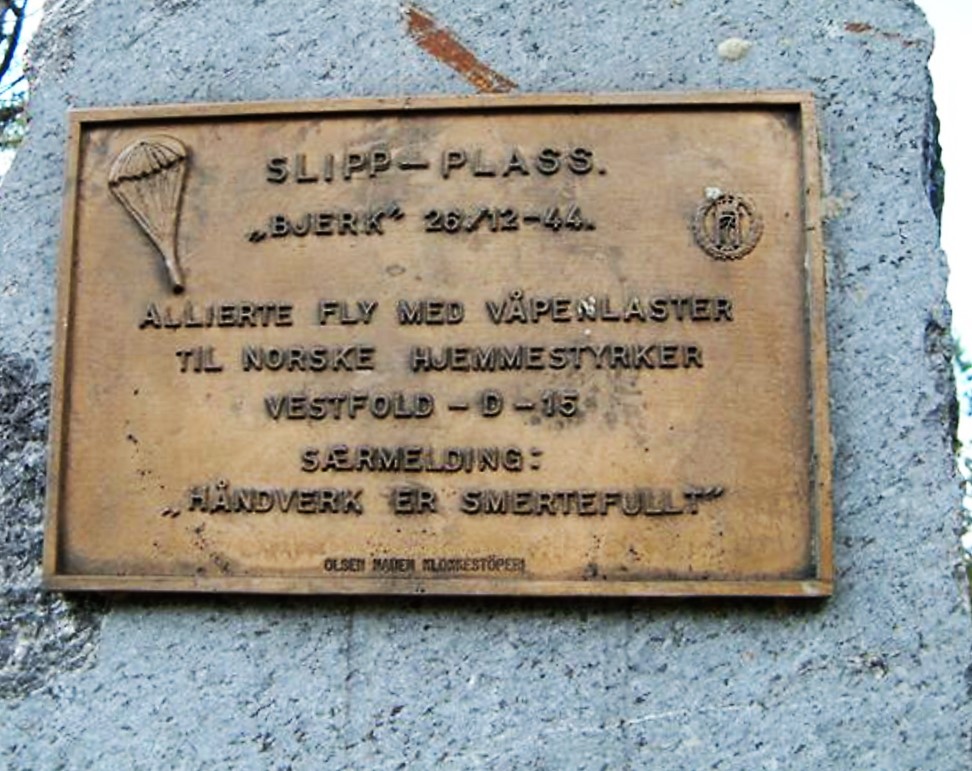 SLIPP-PLASS.
„BJERK” 26/12-44.
ALLIERTE FLY MED VÅPENLASTER
TIL NORSKE HJEMMESTYRKER
VESTFOLD - D - 15
SÆRMELDING:
„HÅNDVERK ER SMERTEFULLT”
OLSEN NAUEN KLOKKESTÖPERI